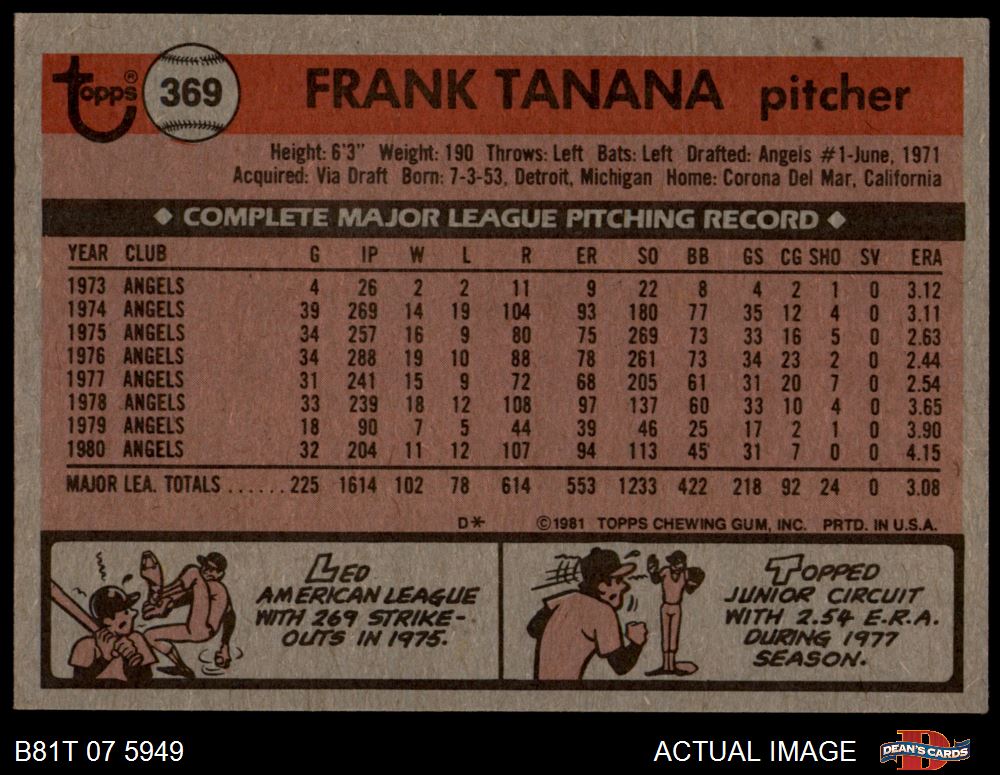 Topps® 369 FRANK TANANA pitcher
Height: 6'3" Weight: 190 Throws: Left Bats: Left Drafted: Angels #1-June, 1971
Acquired: Via Draft Born: 7-3-53, Detroit, Michigan Home: Corona Del Mar, California
◆ COMPLETE MAJOR LEAGUE PITCHING RECORD ◆
YEAR CLUB G IP W L R ER SO BB GS CG SHO SV ERA
1973 ANGELS 4 26 2 2 11 9 22 8 4 2 1 0 3.12
1974 ANGELS 39 269 14 19 104 93 180 77 35 12 4 0 3.11
1975 ANGELS 34 257 16 9 80 75 269 73 33 16 5 0 2.63
1976 ANGELS 34 288 19 10 88 78 261 73 34 23 2 0 2.44
1977 ANGELS 31 241 15 9 72 68 205 61 31 20 7 0 2.54
1978 ANGELS 33 239 18 12 108 97 137 60 33 10 4 0 3.65
1979 ANGELS 18 90 7 5 44 39 46 25 17 2 1 0 3.90
1980 ANGELS 32 204 11 12 107 94 113 45 31 7 0 0 4.15
MAJOR LEA. TOTALS ...... 225 1614 102 78 614 553 1233 422 218 92 24 0 3.08
D* ©1981 TOPPS CHEWING GUM, INC. PRTD. IN U.S.A.
LED
AMERICAN LEAGUE
WITH 269 STRIKE-
OUTS IN 1975.
TOPPED
JUNIOR CIRCUIT
WITH 2.54 E.R.A.
DURING 1977
SEASON.
B81T 07 5949 ACTUAL IMAGE DEAN'S CARDS